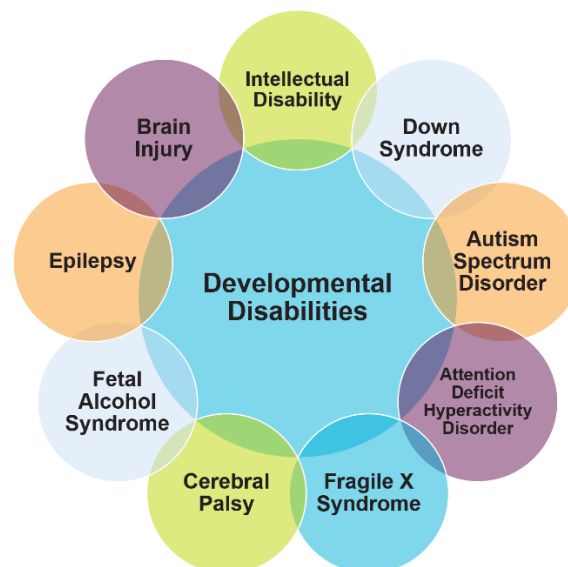 Intellectual
Disability
Down
Syndrome
Autism
Spectrum
Disorder
Attention
Deficit
Hyperactivity
Disorder
Fragile X
Syndrome
Cerebral
Palsy
Fetal
Alcohol
Syndrome
Epilepsy
Brain
Injury
Developmental
Disabilities